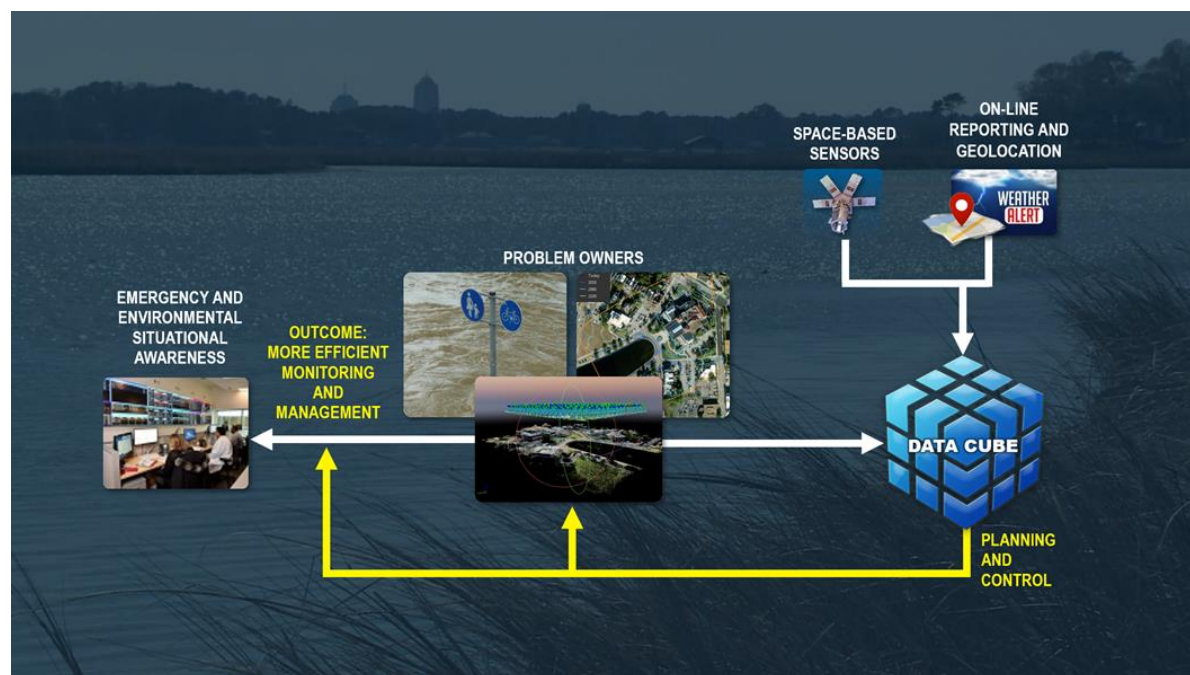 SPACE-BASED
SENSORS
ON-LINE
REPORTING AND
GEOLOCATION
WEATHER
ALERT
PROBLEM OWNERS
EMERGENCY AND
ENVIRONMENTAL
SITUATIONAL
AWARENESS
OUTCOME:
MORE EFFICIENT
MONITORING
AND
MANAGEMENT
DATA CUBE
PLANNING
AND
CONTROL